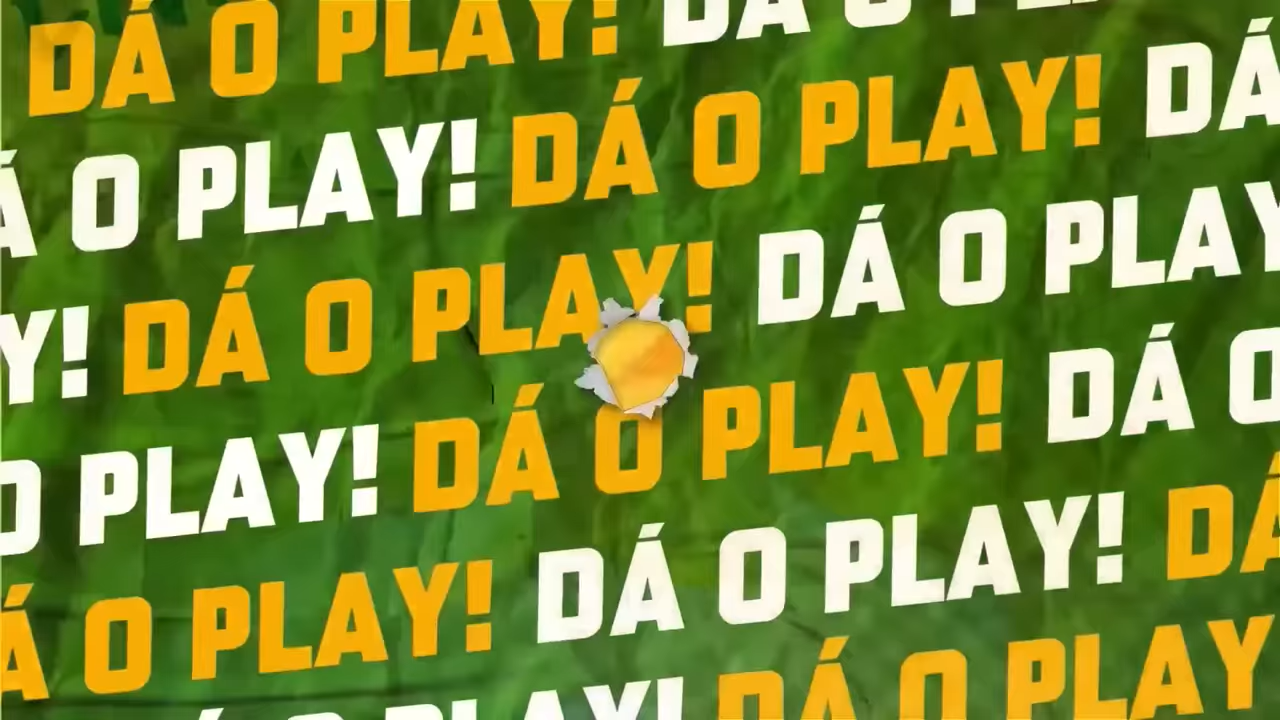 DÁ O PLAY! DÁ O PLA
Á O PLAY! DÁ O PLAY! DÁ
Y! DÁ O PLAY! DÁ O PLAY
O PLAY! DÁ O PLAY! DÁ O
Á O PLAY! DÁ O PLAY! DÁ
DÁ O PLAY! DÁ O PLAY